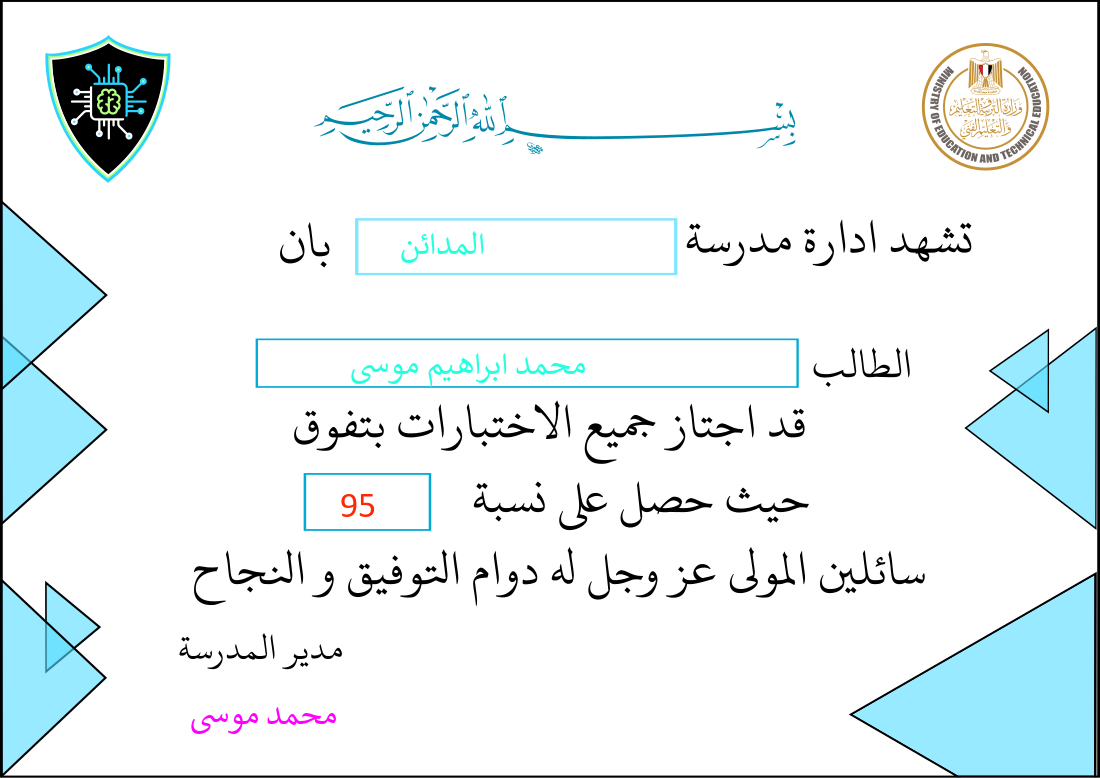 بسم الله الرحمن الرحيم
MINISTRY OF EDUCATION AND TECHNICAL EDUCATION
وزارة التربية والتعليم
والتعليم الفني
تشهد ادارة مدرسة المدائن بان
الطالب محمد ابراهيم موسى
قد اجتاز جميع الاختبارات بتفوق
حيث حصل على نسبة 95
سائلين المولى عز وجل له دوام التوفيق و النجاح
مدير المدرسة
محمد موسى